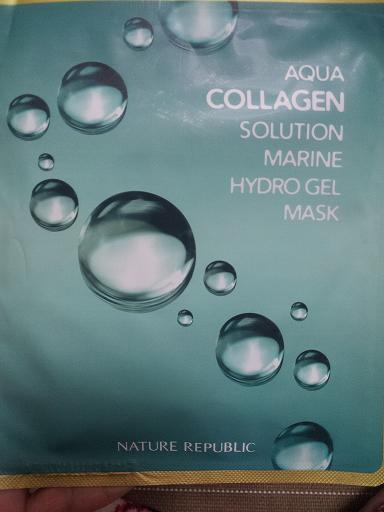 AQUA
COLLAGEN
SOLUTION
MARINE
HYDRO GEL
MASK
NATURE REPUBLIC